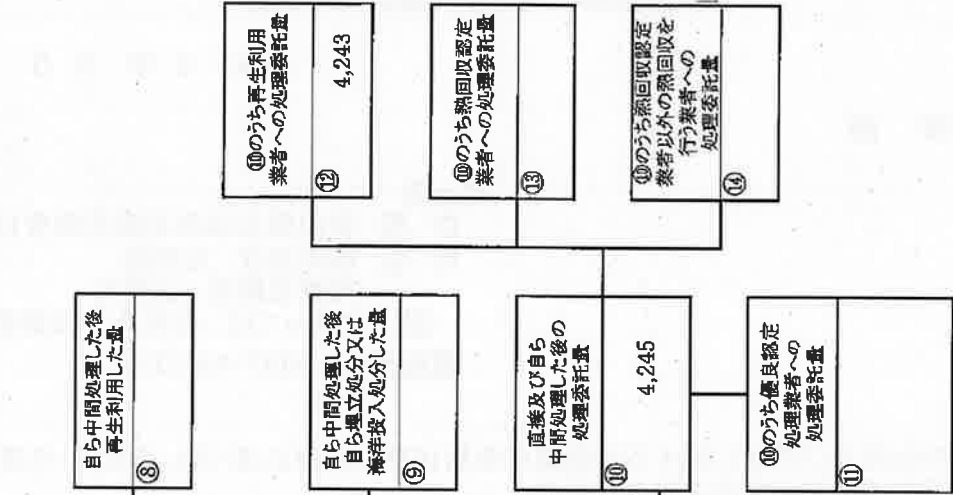 自ら中間処理した後
再生利用した量
⑧
自ら中間処理した後
自ら埋立処分又は
海洋投入処分した量
⑨
直接及び自ら
中間処理した後の
処理委託量
⑩
4,245
⑩のうち優良認定
処理業者への
処理委託量
⑪
⑩のうち再生利用
業者への処理委託量
⑫
4,243
⑩のうち熱回収認定
業者への処理委託量
⑬
⑩のうち熱回収認定
業者以外の熱回収を
行う業者への
処理委託量
⑭